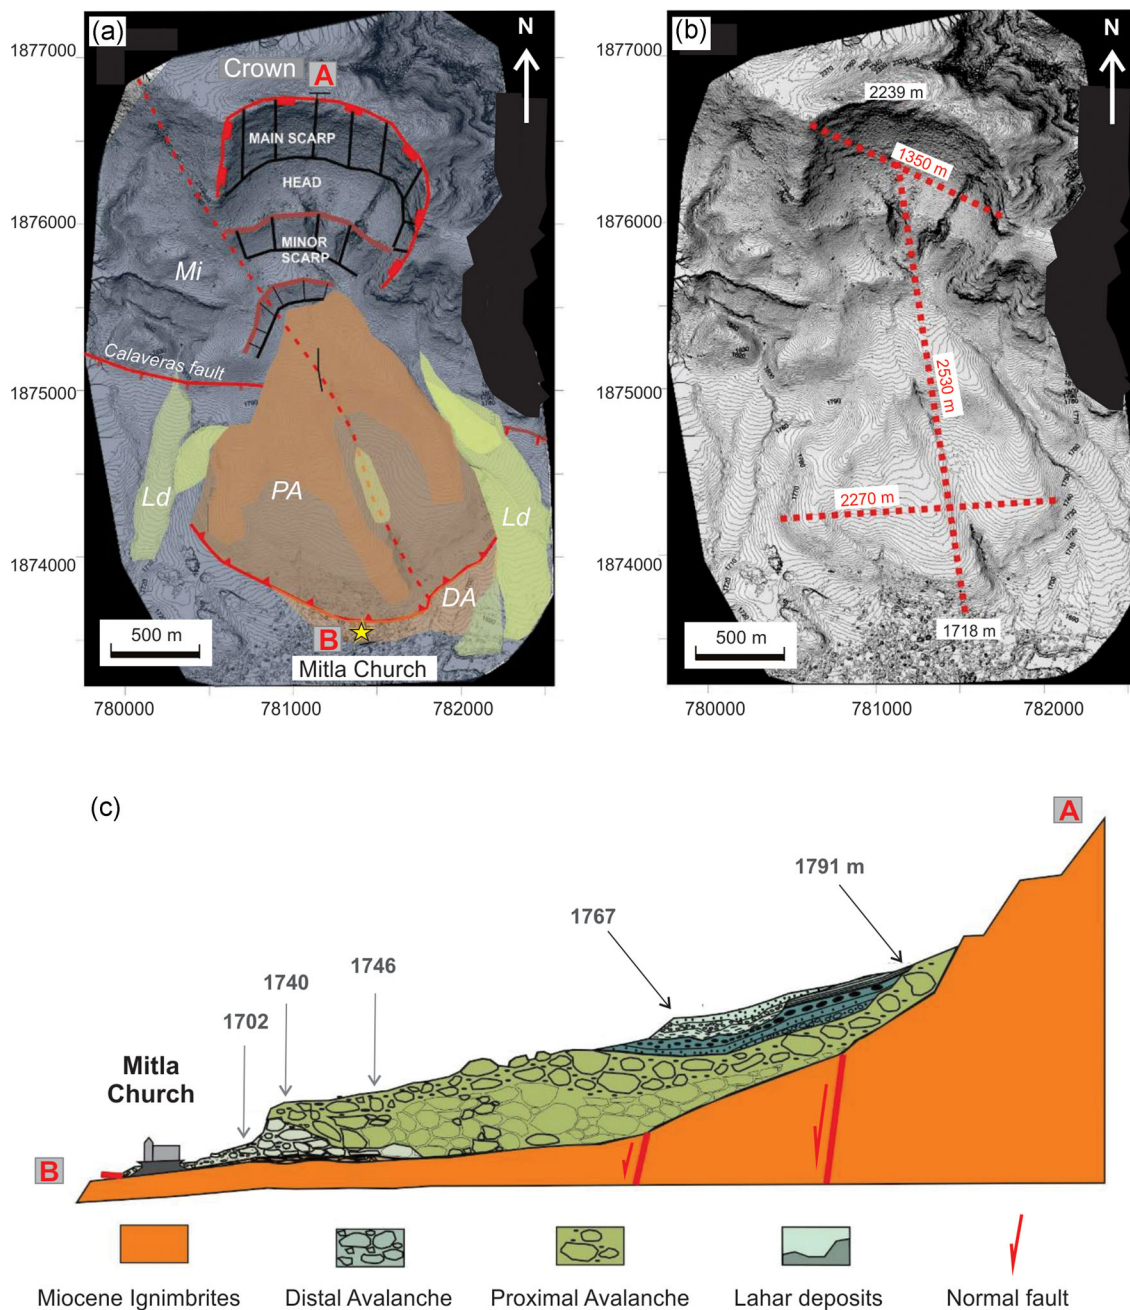 (a)
N
1877000
Crown
A
MAIN SCARP
HEAD
1876000
MINOR
SCARP
Mi
Calaveras fault
1875000
1790
Ld
PA
Ld
1874000
DA
B
500 m
Mitla Church
780000
781000
782000
(b)
N
1877000
2239 m
1350 m
1876000
2530 m
1875000
1790
2270 m
1874000
500 m
1718 m
780000
781000
782000
(c)
A
1791 m
1767
1746
1740
1702
Mitla
Church
B
Miocene Ignimbrites
Distal Avalanche
Proximal Avalanche
Lahar deposits
Normal fault